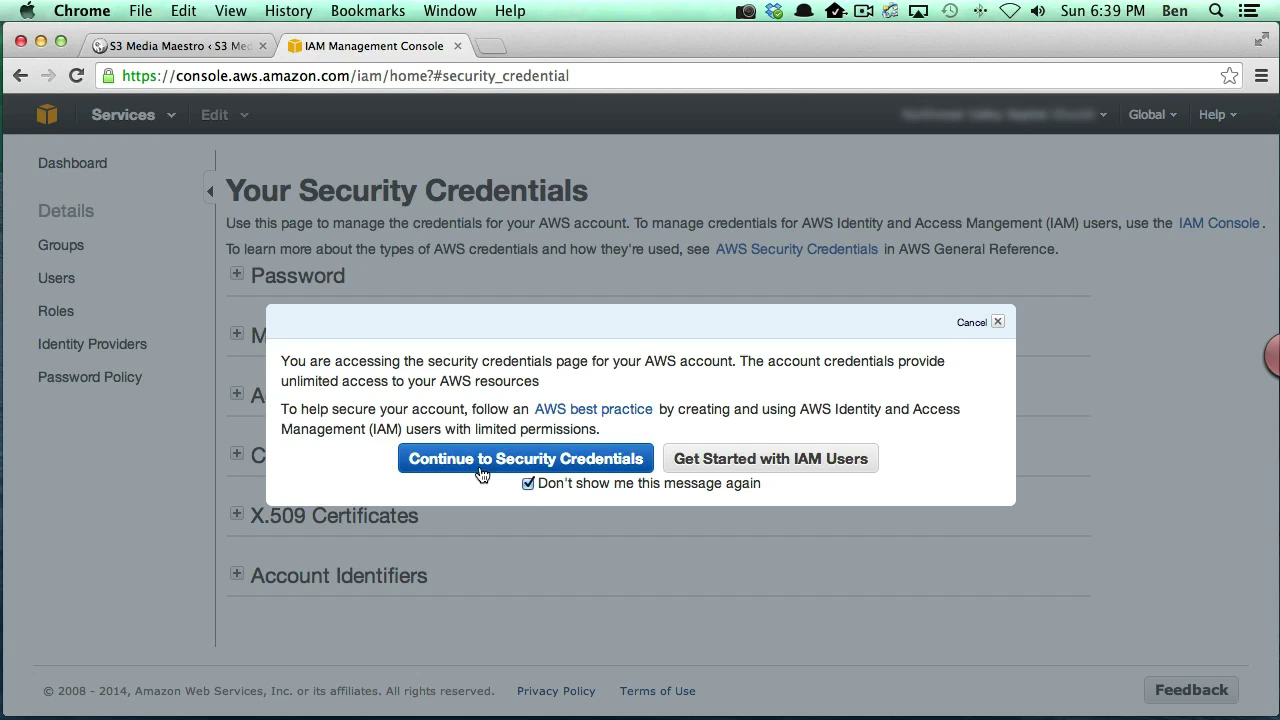 Chrome File Edit View History Bookmarks Window Help Sun 6:39 PM Ben
S3 Media Maestro ‹ S3 Me
IAM Management Console
https://console.aws.amazon.com/iam/home?#security_credential
Services Edit Global Help
Dashboard
Details
Groups
Users
Roles
Identity Providers
Password Policy
Your Security Credentials
Use this page to manage the credentials for your AWS account. To manage credentials for AWS Identity and Access Mangement (IAM) users, use the IAM Console.
To learn more about the types of AWS credentials and how they're used, see AWS Security Credentials in AWS General Reference.
Password
M
A
C
X.509 Certificates
Account Identifiers
Cancel
You are accessing the security credentials page for your AWS account. The account credentials provide
unlimited access to your AWS resources
To help secure your account, follow an AWS best practice by creating and using AWS Identity and Access
Management (IAM) users with limited permissions.
Continue to Security Credentials Get Started with IAM Users
Don't show me this message again
© 2008 - 2014, Amazon Web Services, Inc. or its affiliates. All rights reserved. Privacy Policy Terms of Use
Feedback